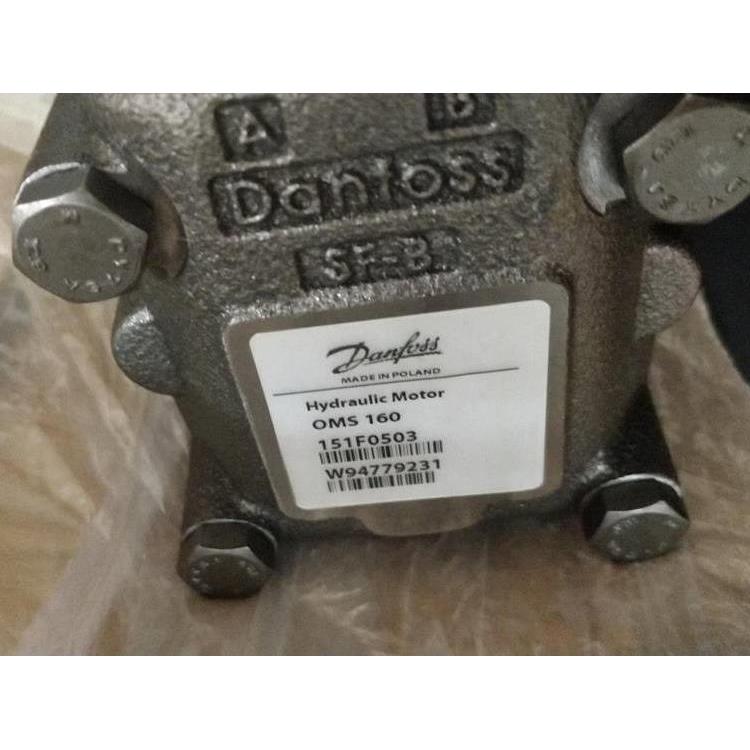 A B
Danfoss
SF-B
Danfoss
MADE IN POLAND
Hydraulic Motor
OMS 160
151F0503
W94779231